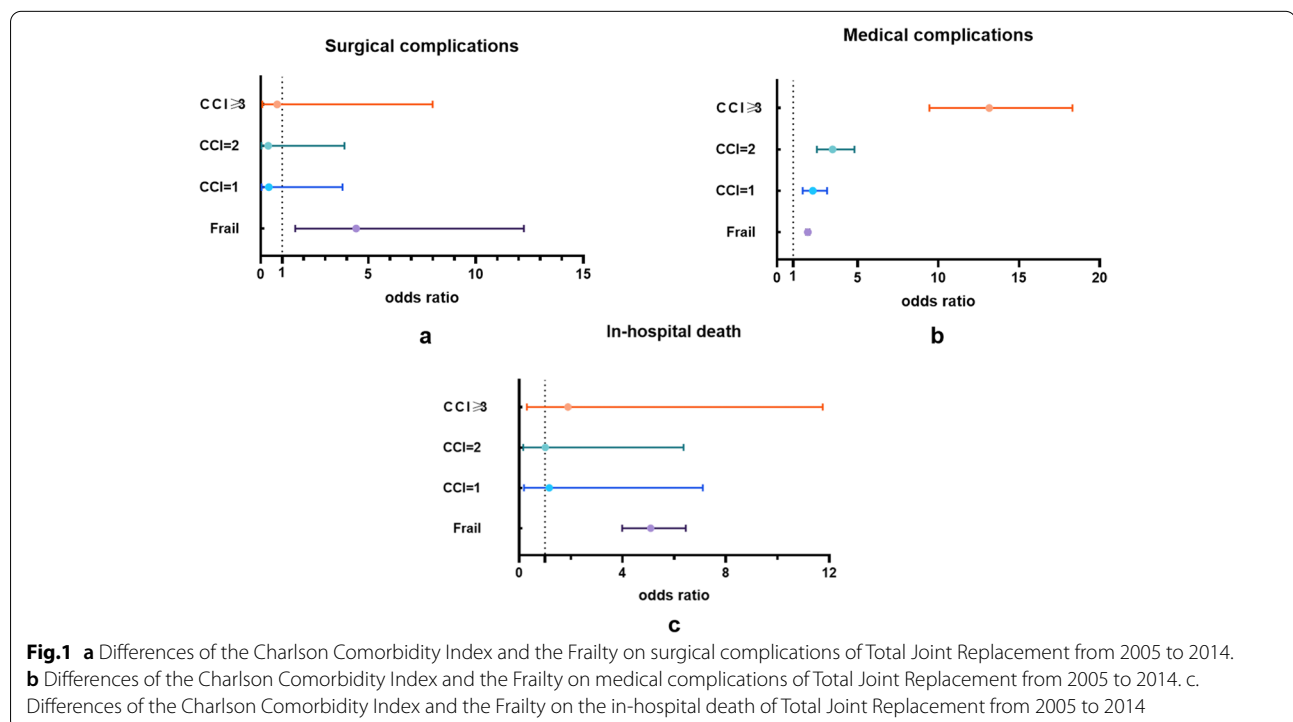 Surgical complications
CCI⩾3
CCI=2
CCI=1
Frail
0 1 5 10 15
odds ratio
a
Medical complications
CCI⩾3
CCI=2
CCI=1
Frail
0 1 5 10 15 20
odds ratio
b
In-hospital death
CCI⩾3
CCI=2
CCI=1
Frail
0 4 8 12
odds ratio
c
Fig.1 a Differences of the Charlson Comorbidity Index and the Frailty on surgical complications of Total Joint Replacement from 2005 to 2014.
b Differences of the Charlson Comorbidity Index and the Frailty on medical complications of Total Joint Replacement from 2005 to 2014. c.
Differences of the Charlson Comorbidity Index and the Frailty on the in-hospital death of Total Joint Replacement from 2005 to 2014